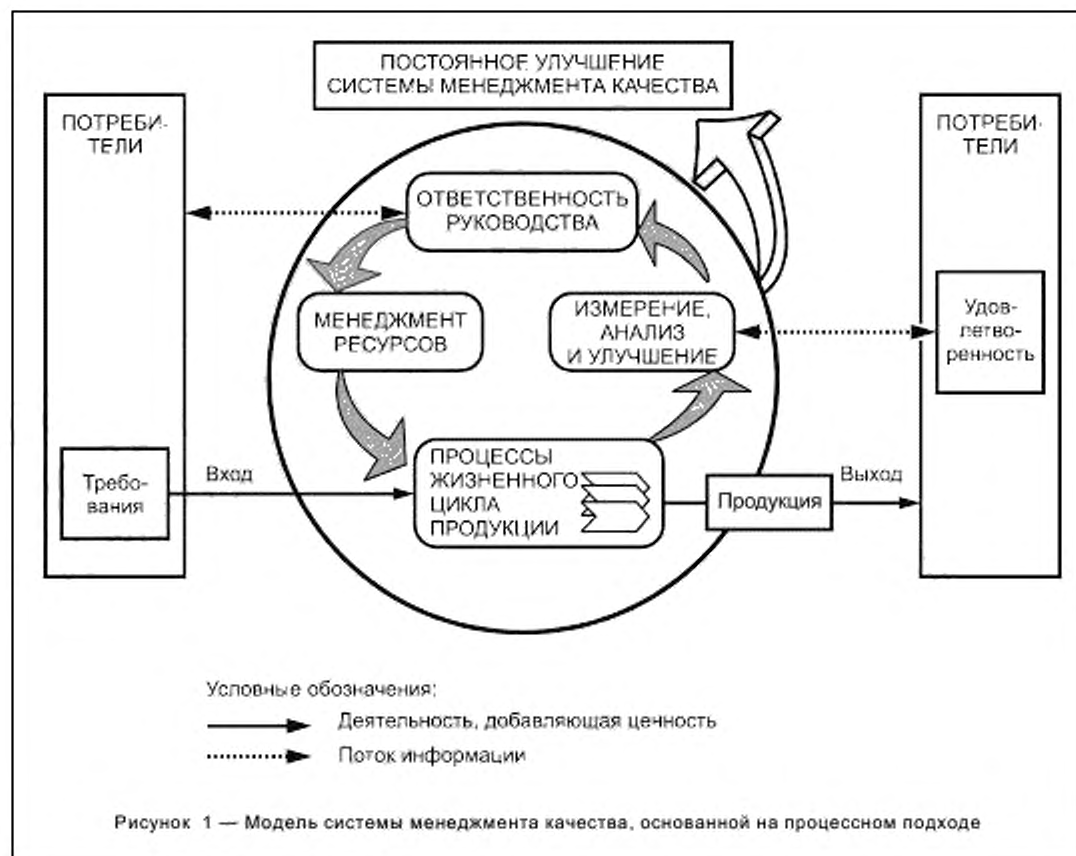 ПОСТОЯННОЕ УЛУЧШЕНИЕ
СИСТЕМЫ МЕНЕДЖМЕНТА КАЧЕСТВА
ПОТРЕБИ-
ТЕЛИ
ПОТРЕБИ-
ТЕЛИ
ОТВЕТСТВЕННОСТЬ
РУКОВОДСТВА
МЕНЕДЖМЕНТ
РЕСУРСОВ
ИЗМЕРЕНИЕ,
АНАЛИЗ
И УЛУЧШЕНИЕ
Удов-
летво-
ренность
Требо-
вания
Вход
ПРОЦЕССЫ
ЖИЗНЕННОГО
ЦИКЛА
ПРОДУКЦИИ
Продукция
Выход
Условные обозначения:
Деятельность, добавляющая ценность
Поток информации
Рисунок 1 — Модель системы менеджмента качества, основанной на процессном подходе